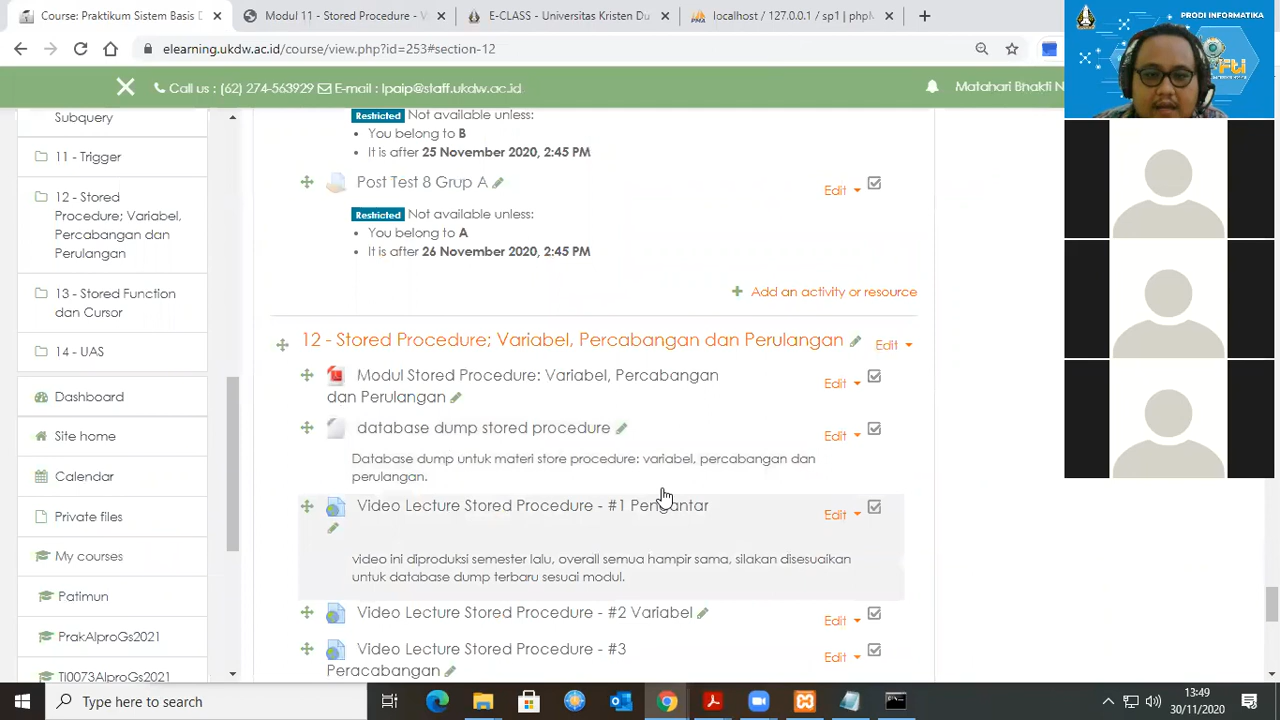 Course: Praktikum Sistem Basis D
Modul 11 - Stored Procedure - V
E-CLASS - Universitas Kristen Du
localhost / 127.0.0.1 / sp1 | php
elearning.ukdw.ac.id/course/view.php?id=253#section-12
PRODI INFORMATIKA
Call us : (62) 274-563929
E-mail : lpaip@staff.ukdw.ac.id
Matahari Bhakti N
Subquery
11 - Trigger
12 - Stored
Procedure; Variabel,
Percabangan dan
Perulangan
13 - Stored Function
dan Cursor
14 - UAS
Dashboard
Site home
Calendar
Private files
My courses
Patimun
PrakAlproGs2021
TI0073AlproGS2021
Restricted Not available unless:
You belong to B
It is after 25 November 2020, 2:45 PM
Post Test 8 Grup A
Edit
Restricted Not available unless:
You belong to A
It is after 26 November 2020, 2:45 PM
Add an activity or resource
12 - Stored Procedure; Variabel, Percabangan dan Perulangan
Edit
Modul Stored Procedure: Variabel, Percabangan
dan Perulangan
Edit
database dump stored procedure
Edit
Database dump untuk materi store procedure: variabel, percabangan dan
perulangan.
Video Lecture Stored Procedure - #1 Pengantar
Edit
video ini diproduksi semester lalu, overall semua hampir sama, silakan disesuaikan
untuk database dump terbaru sesuai modul.
Video Lecture Stored Procedure - #2 Variabel
Edit
Video Lecture Stored Procedure - #3
Peracabangan
Edit
Type here to search
13:49
30/11/2020